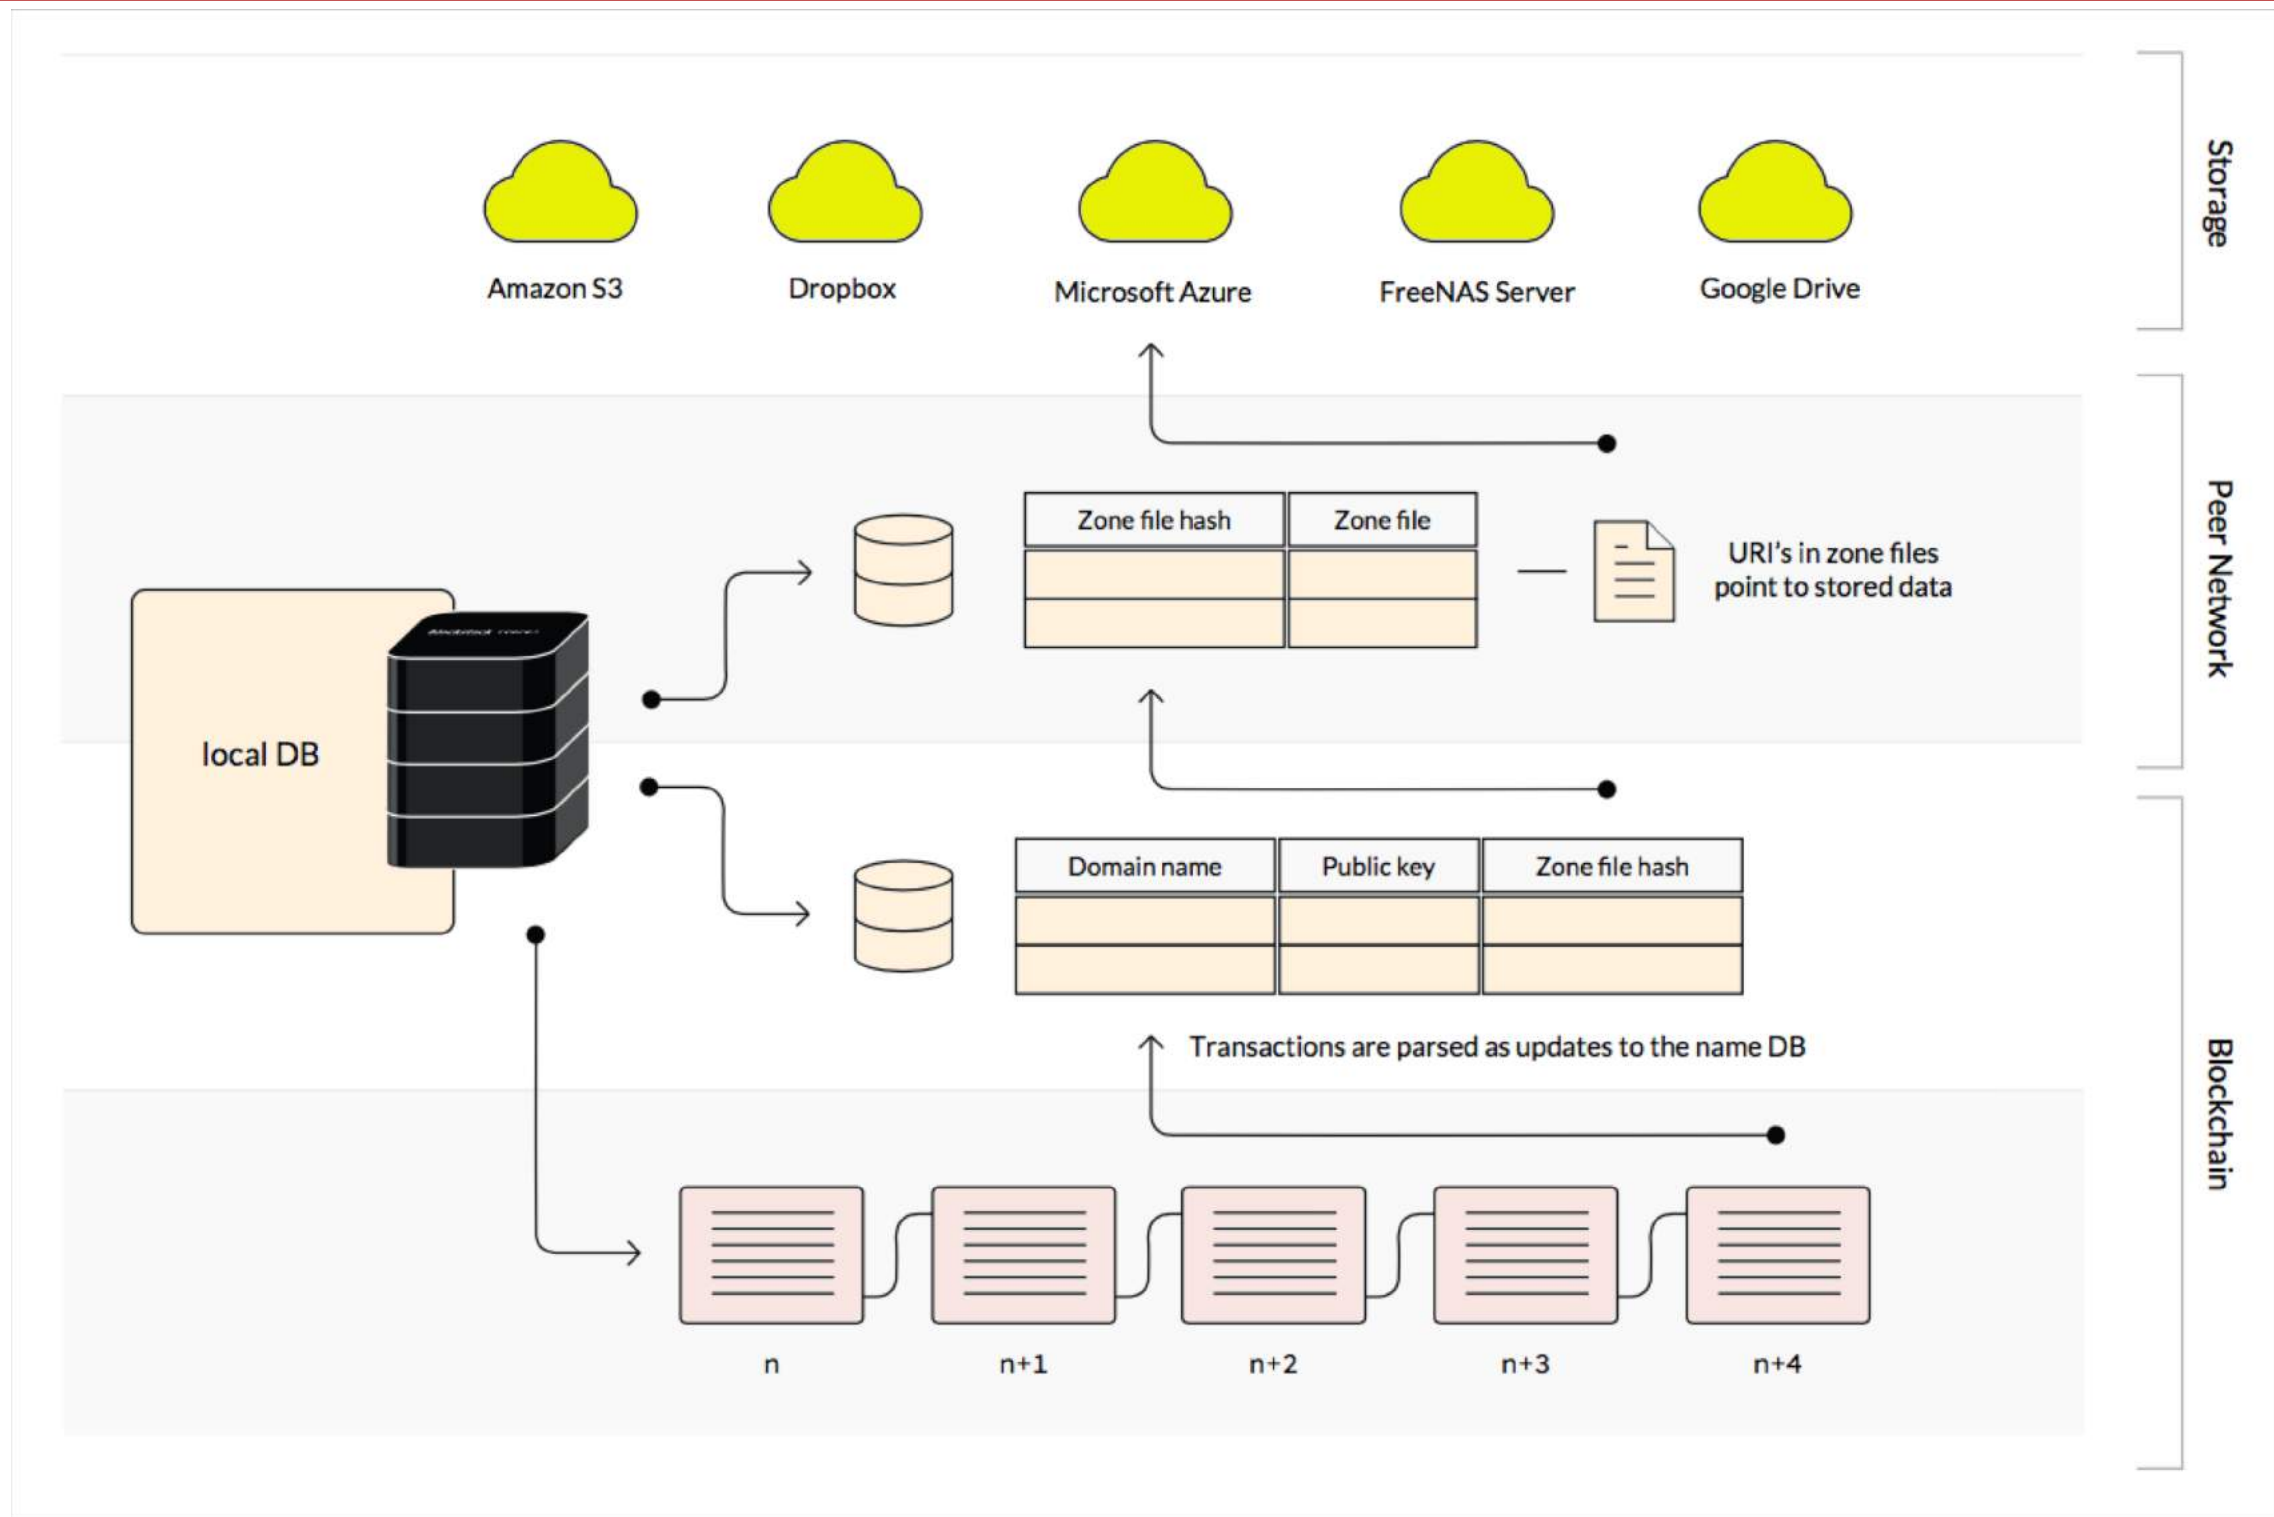 Storage
Amazon S3
Dropbox
Microsoft Azure
FreeNAS Server
Google Drive
Peer Network
Zone file hash
Zone file
URI's in zone files
point to stored data
local DB
Blockchain
Domain name
Public key
Zone file hash
Transactions are parsed as updates to the name DB
n
n+1
n+2
n+3
n+4